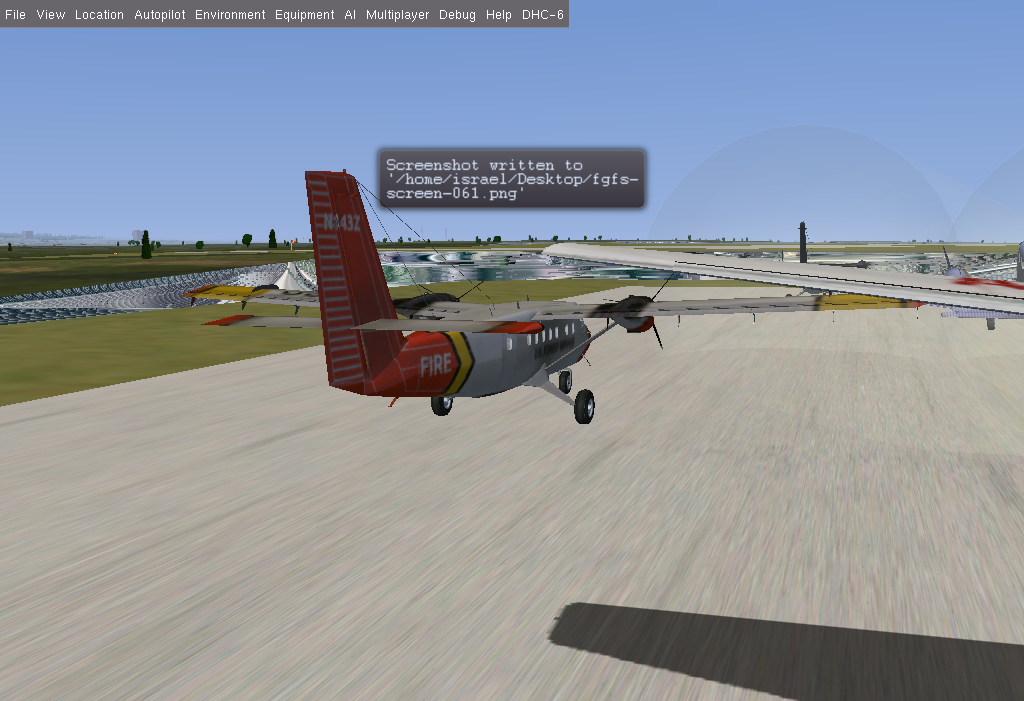 File View Location Autopilot Environment Equipment AI Multiplayer Debug Help DHC-6
Screenshot written to
'/home/israel/Desktop/fgfs-
screen-061.png'
FIRE